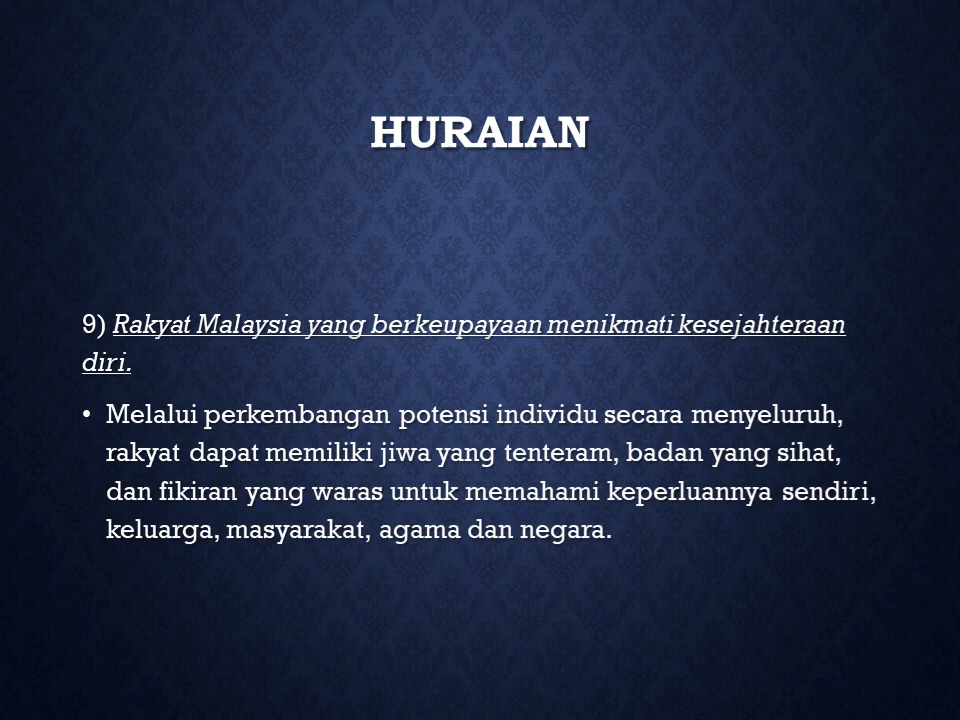 HURAIAN
9) Rakyat Malaysia yang berkeupayaan menikmati kesejahteraan
diri.
• Melalui perkembangan potensi individu secara menyeluruh,
rakyat dapat memiliki jiwa yang tenteram, badan yang sihat,
dan fikiran yang waras untuk memahami keperluannya sendiri,
keluarga, masyarakat, agama dan negara.